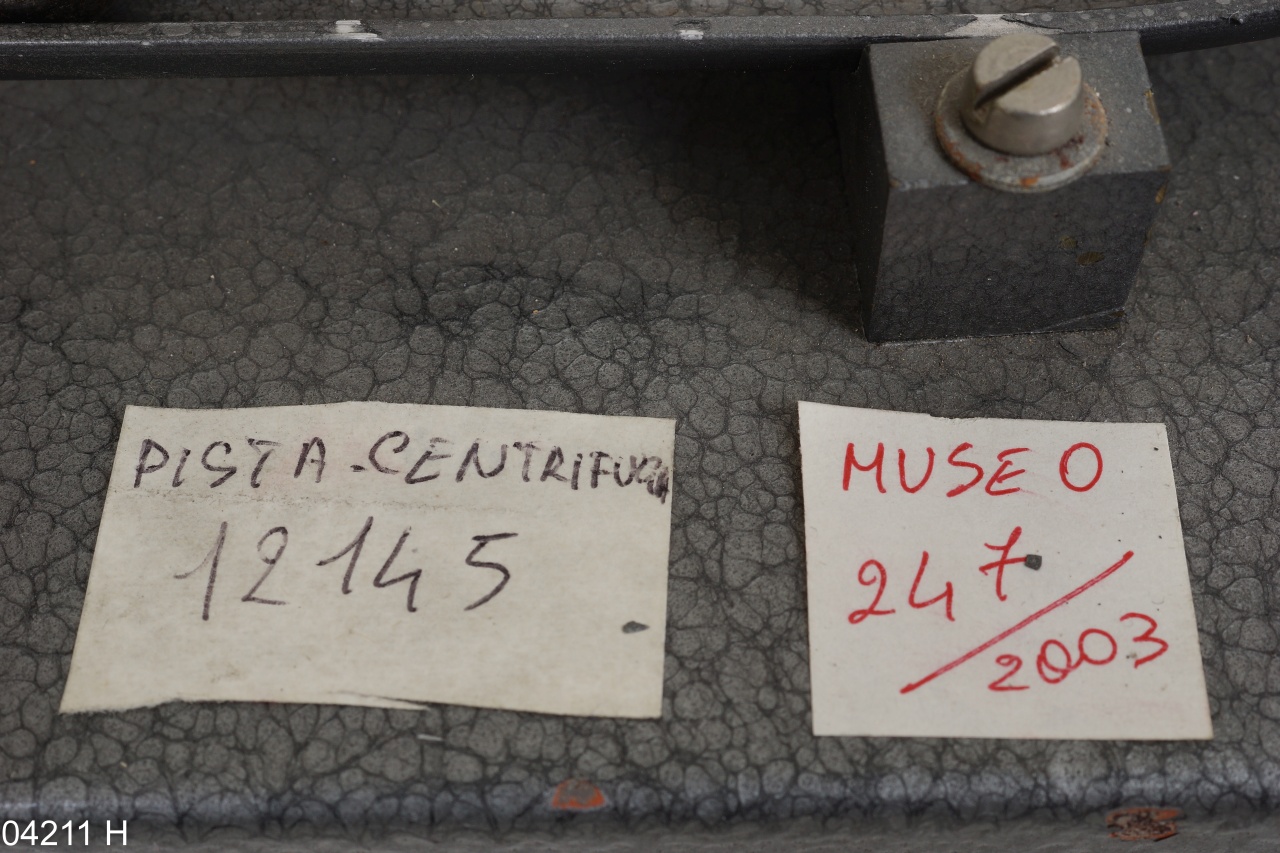 PISTA-CENTRIFUGA
12145
MUSEO
247/2003
04211 H